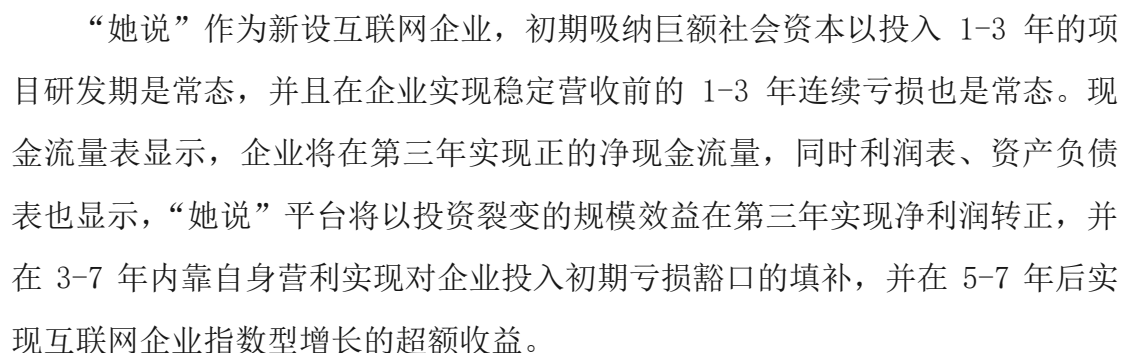 “她说”作为新设互联网企业，初期吸纳巨额社会资本以投入 1-3 年的项
目研发期是常态，并且在企业实现稳定营收前的 1-3 年连续亏损也是常态。现
金流量表显示，企业将在第三年实现正的净现金流量，同时利润表、资产负债
表也显示，“她说”平台将以投资裂变的规模效益在第三年实现净利润转正，并
在 3-7 年内靠自身营利实现对企业投入初期亏损豁口的填补，并在 5-7 年后实
现互联网企业指数型增长的超额收益。